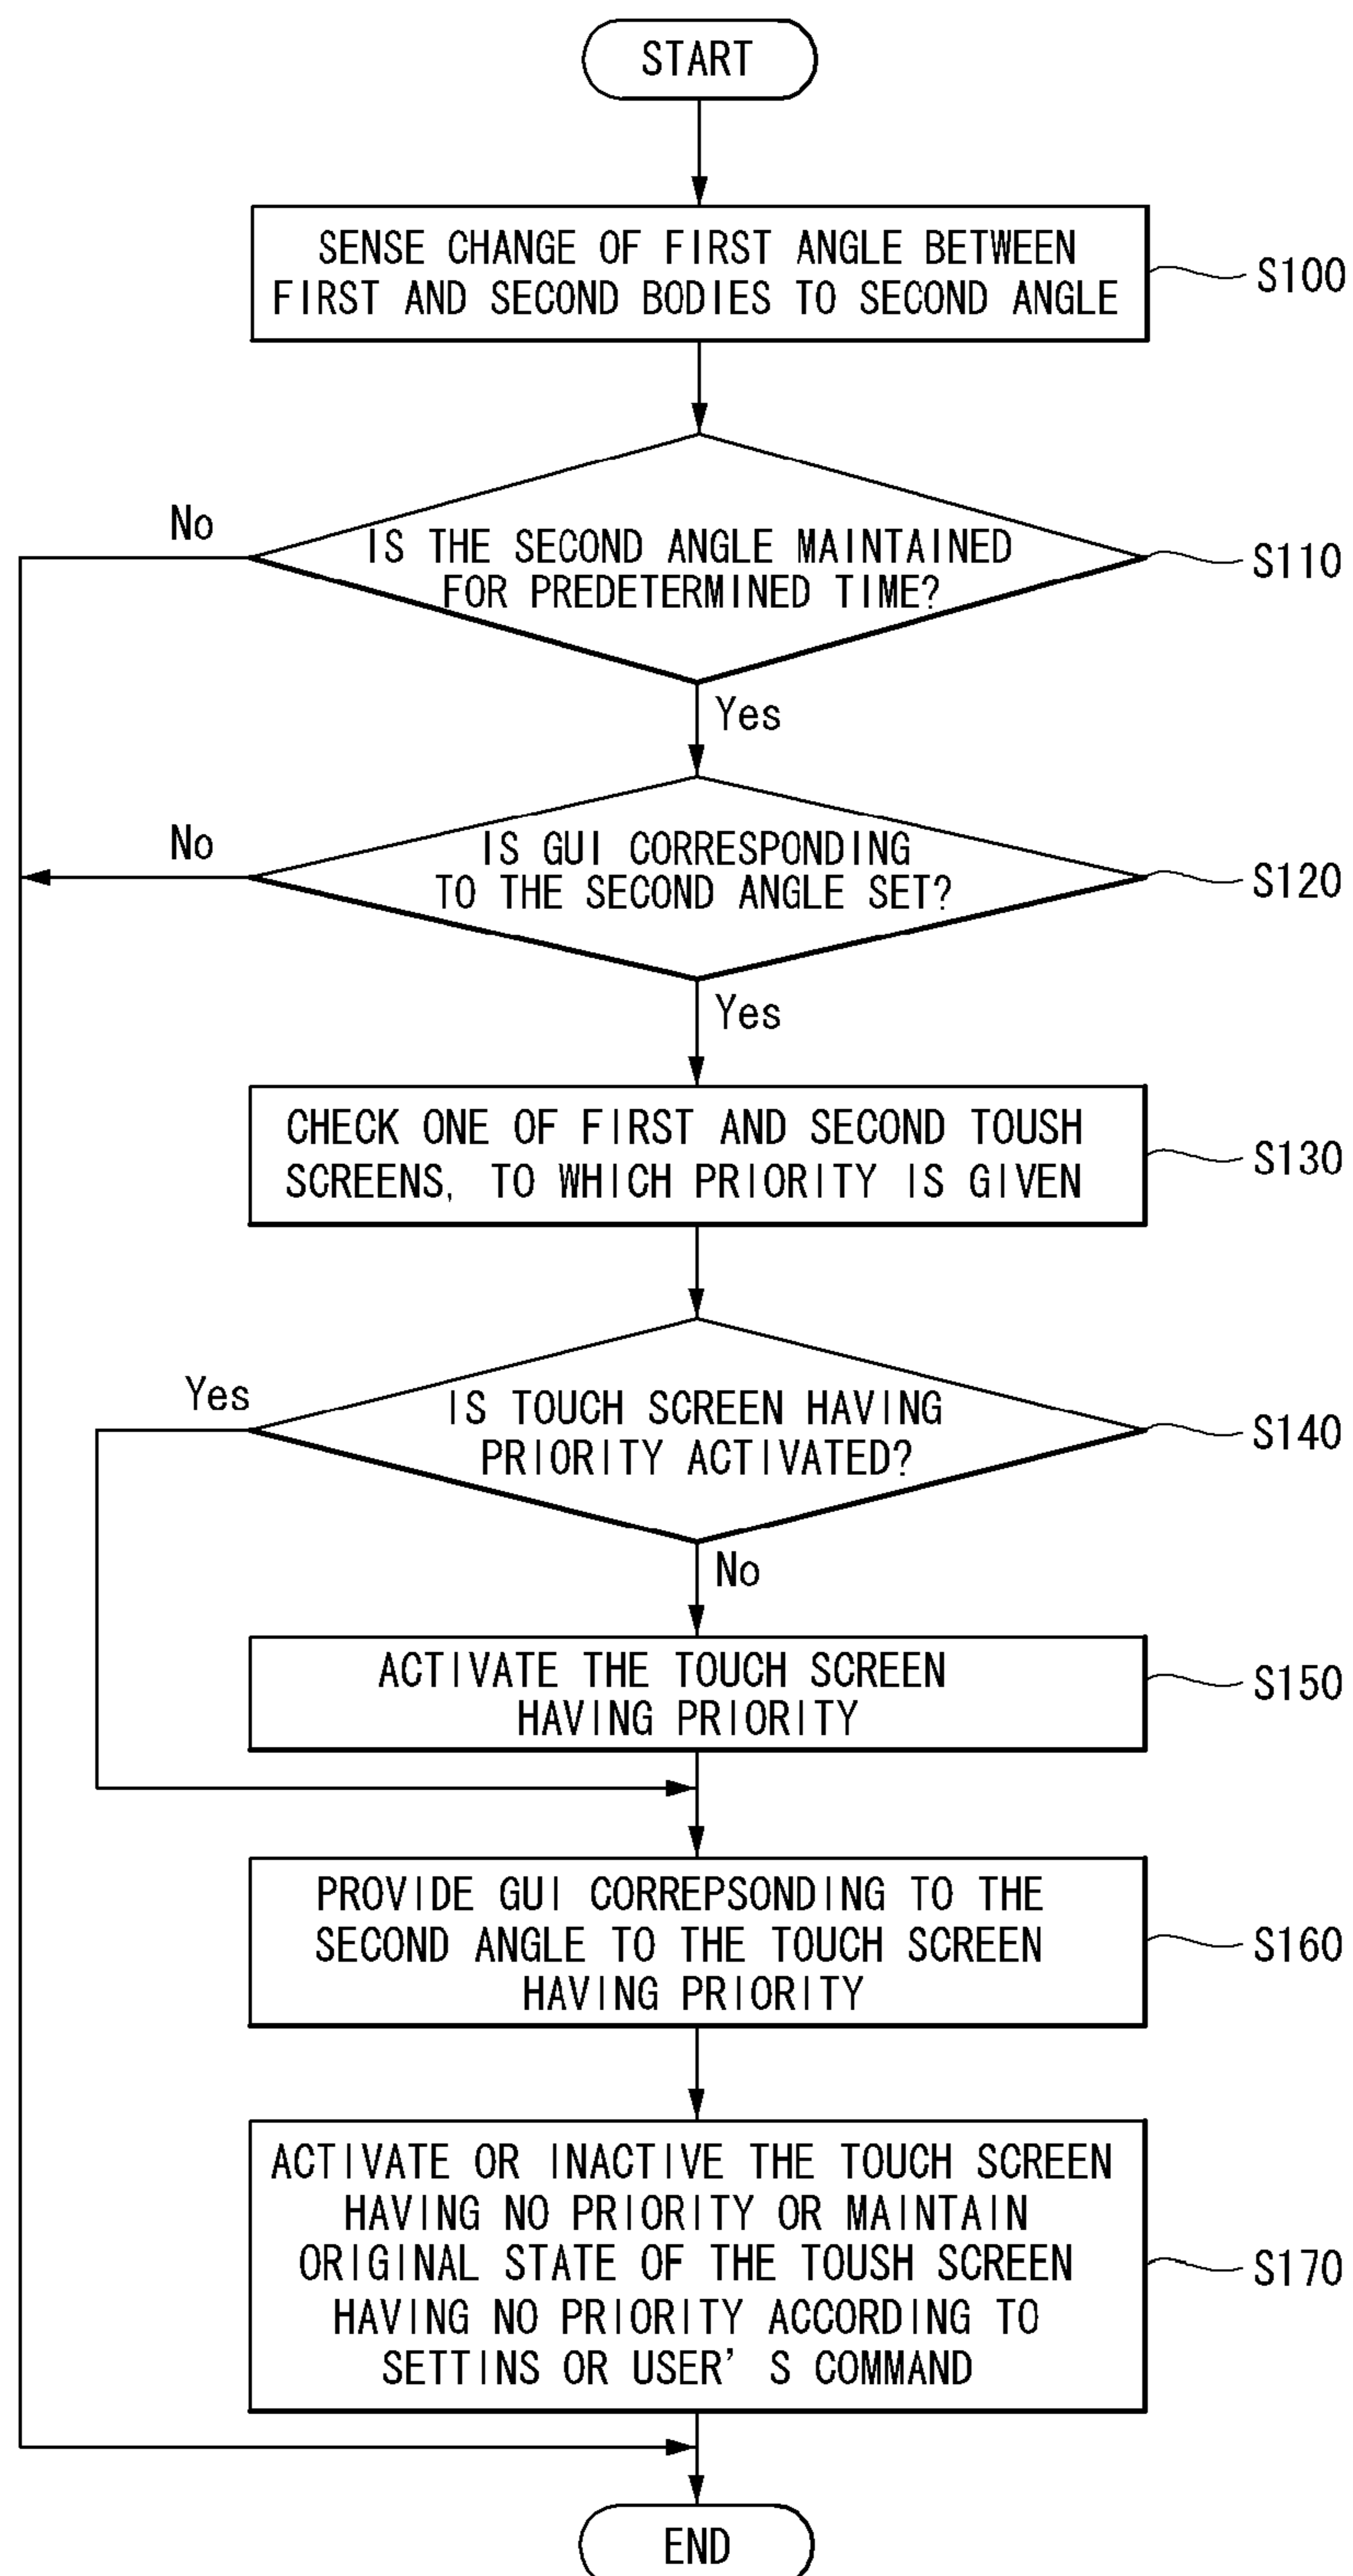 START
SENSE CHANGE OF FIRST ANGLE BETWEEN
FIRST AND SECOND BODIES TO SECOND ANGLE
S100
No
IS THE SECOND ANGLE MAINTAINED
FOR PREDETERMINED TIME?
S110
Yes
No
IS GUI CORRESPONDING
TO THE SECOND ANGLE SET?
S120
Yes
CHECK ONE OF FIRST AND SECOND TOUSH
SCREENS, TO WHICH PRIORITY IS GIVEN
S130
Yes
IS TOUCH SCREEN HAVING
PRIORITY ACTIVATED?
S140
No
ACTIVATE THE TOUCH SCREEN
HAVING PRIORITY
S150
PROVIDE GUI CORREPSONDING TO THE
SECOND ANGLE TO THE TOUCH SCREEN
HAVING PRIORITY
S160
ACTIVATE OR INACTIVE THE TOUCH SCREEN
HAVING NO PRIORITY OR MAINTAIN
ORIGINAL STATE OF THE TOUSH SCREEN
HAVING NO PRIORITY ACCORDING TO
SETTINS OR USER’S COMMAND
S170
END